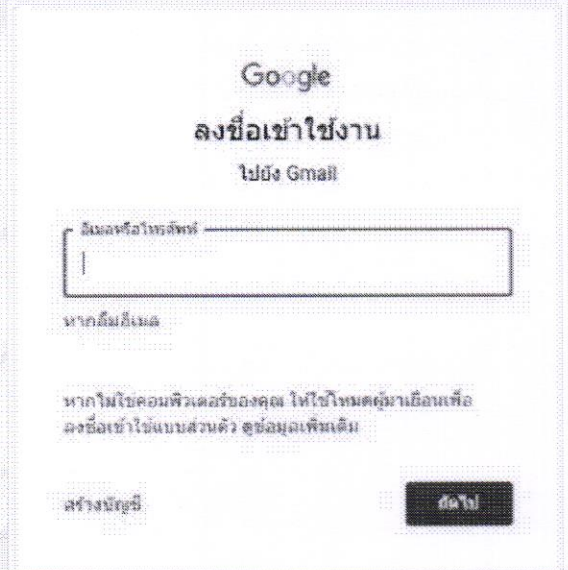 Google
ลงชื่อเข้าใช้งาน
ไปยัง Gmail
อีเมลหรือโทรศัพท์
หากลืมอีเมล
หากไม่ใช่คอมพิวเตอร์ของคุณ ให้ใช้โหมดผู้มาเยือนเพื่อ
ลงชื่อเข้าใช้แบบส่วนตัว ดูข้อมูลเพิ่มเติม
สร้างบัญชี
ถัดไป